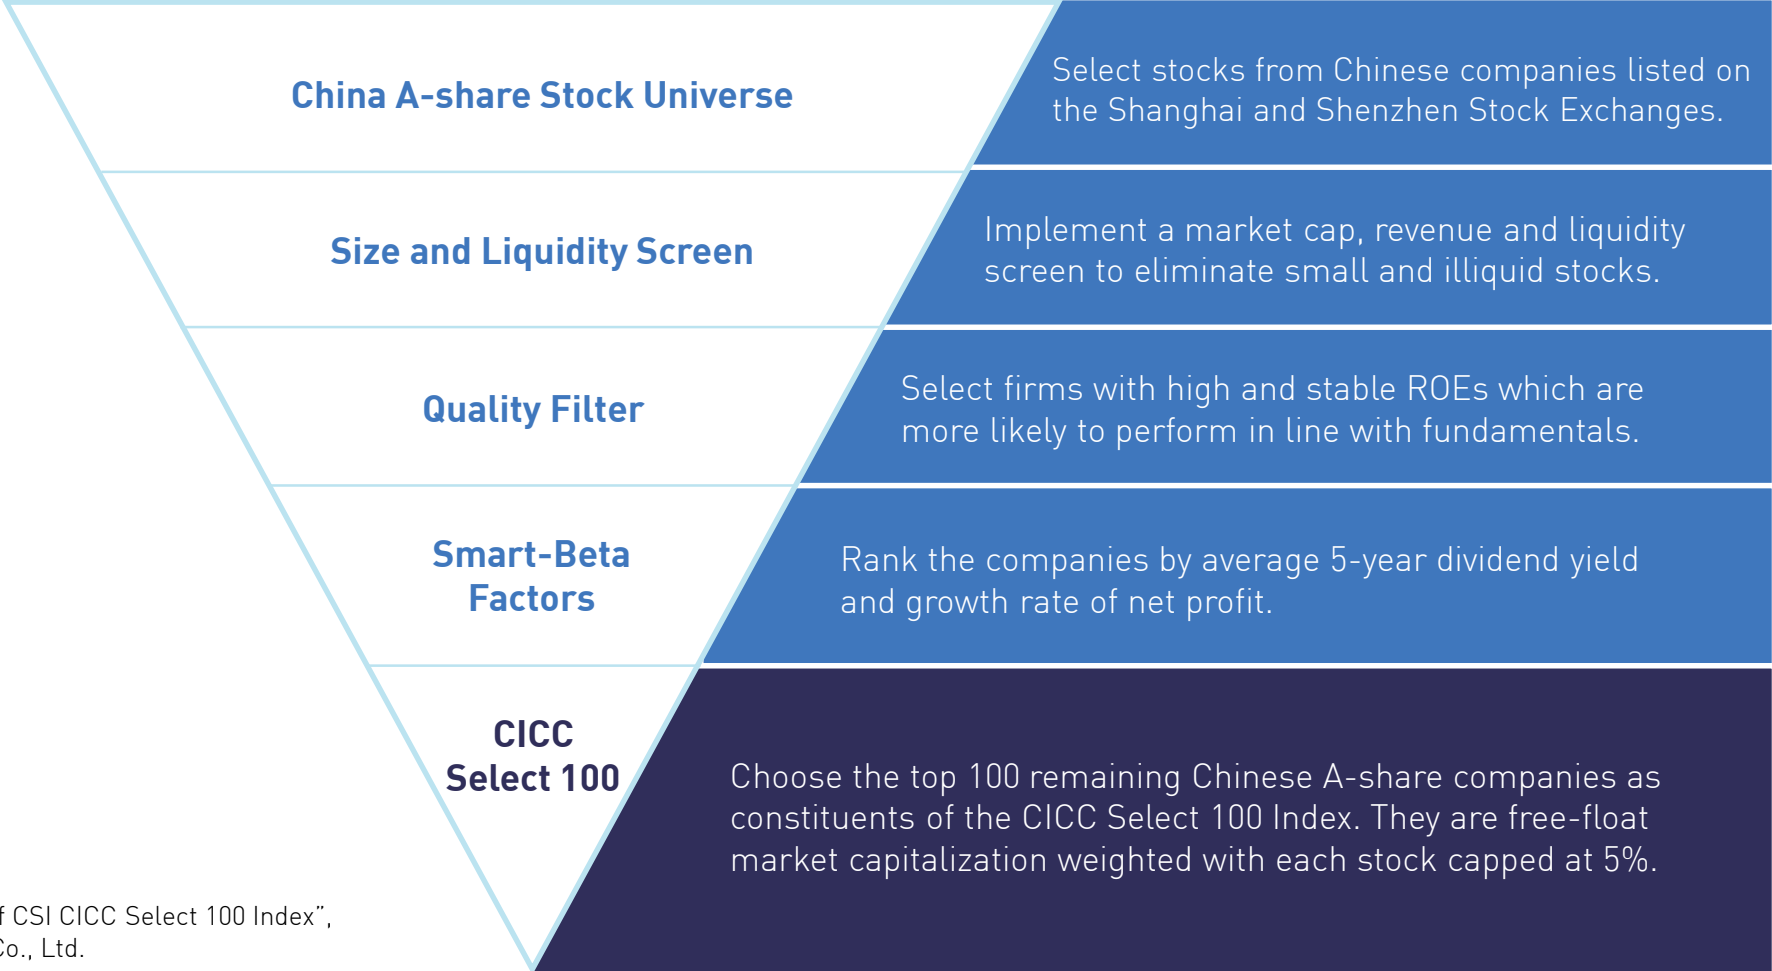 China A-share Stock Universe
Select stocks from Chinese companies listed on
the Shanghai and Shenzhen Stock Exchanges.
Size and Liquidity Screen
Implement a market cap, revenue and liquidity
screen to eliminate small and illiquid stocks.
Quality Filter
Select firms with high and stable ROEs which are
more likely to perform in line with fundamentals.
Smart-Beta
Factors
Rank the companies by average 5-year dividend yield
and growth rate of net profit.
CICC
Select 100
Choose the top 100 remaining Chinese A-share companies as
constituents of the CICC Select 100 Index. They are free-float
market capitalization weighted with each stock capped at 5%.
CSI CICC Select 100 Index”,
Co., Ltd.